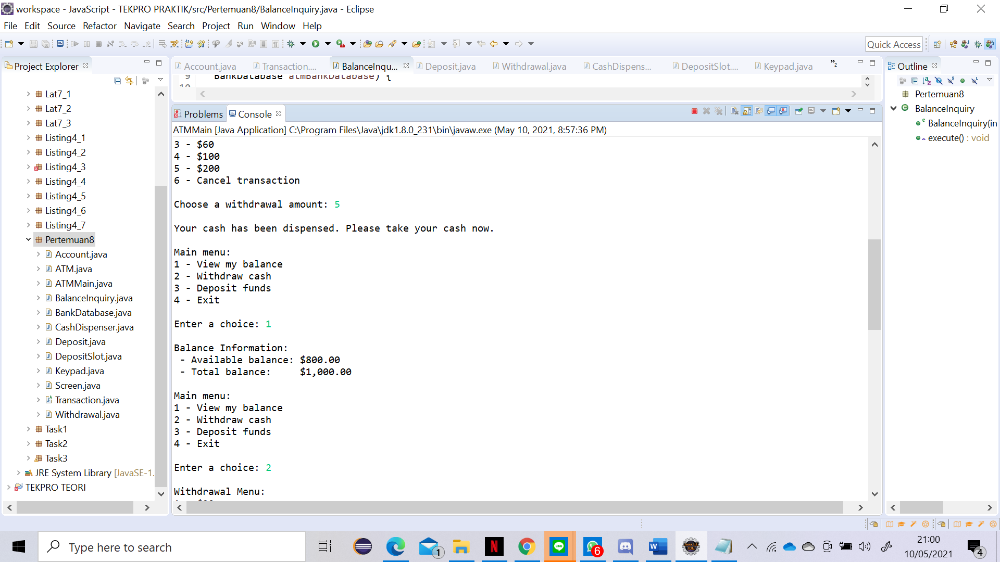 workspace - JavaScript - TEKPRO PRAKTIK/src/Pertemuan8/BalanceInquiry.java - Eclipse
File Edit Source Refactor Navigate Search Project Run Window Help
Quick Access
Project Explorer
Lat7_1
Lat7_2
Lat7_3
Listing4_1
Listing4_2
Listing4_3
Listing4_4
Listing4_5
Listing4_6
Listing4_7
Pertemuan8
Account.java
ATM.java
ATMMain.java
BalanceInquiry.java
BankDatabase.java
CashDispenser.java
Deposit.java
DepositSlot.java
Keypad.java
Screen.java
Transaction.java
Withdrawal.java
Task1
Task2
Task3
JRE System Library [JavaSE-1.
TEKPRO TEORI
Account.java Transaction.... BalanceInqu... Deposit.java Withdrawal.java CashDispens... DepositSlot.... Keypad.java »2
9 BankDatabase atmBankDatabase) {
10
Problems Console
ATMMain [Java Application] C:\Program Files\Java\jdk1.8.0_231\bin\javaw.exe (May 10, 2021, 8:57:36 PM)
3 - $60
4 - $100
5 - $200
6 - Cancel transaction
Choose a withdrawal amount: 5
Your cash has been dispensed. Please take your cash now.
Main menu:
1 - View my balance
2 - Withdraw cash
3 - Deposit funds
4 - Exit
Enter a choice: 1
Balance Information:
- Available balance: $800.00
- Total balance: $1,000.00
Main menu:
1 - View my balance
2 - Withdraw cash
3 - Deposit funds
4 - Exit
Enter a choice: 2
Withdrawal Menu:
Outline
Pertemuan8
BalanceInquiry
BalanceInquiry(in
execute() : void
Type here to search
1
6
21:00
10/05/2021
4